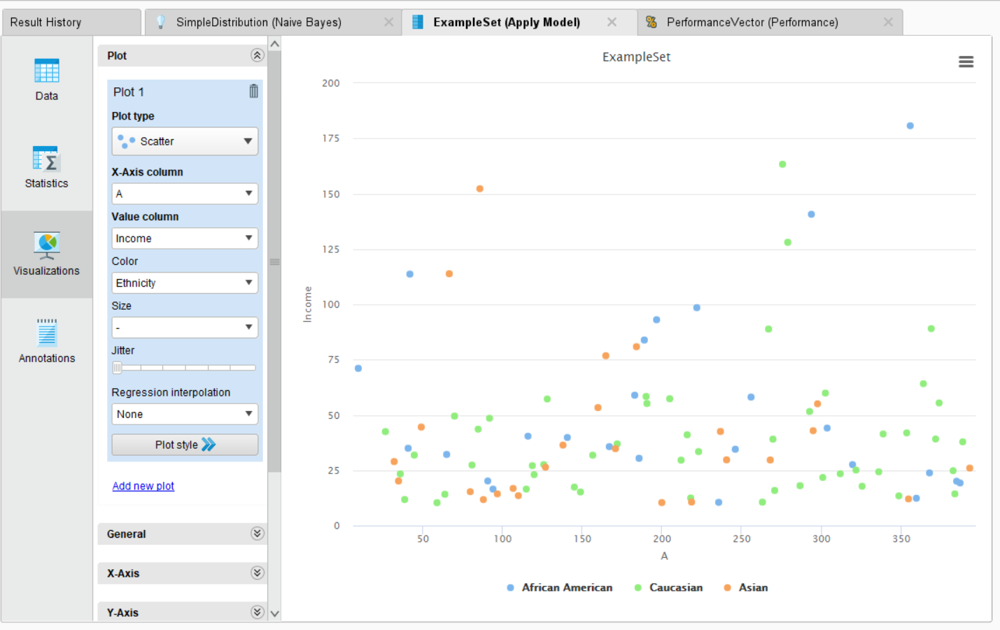 Result History
SimpleDistribution (Naive Bayes)
ExampleSet (Apply Model)
PerformanceVector (Performance)
Data
Statistics
Visualizations
Annotations
Plot
Plot 1
Plot type
Scatter
X-Axis column
A
Value column
Income
Color
Ethnicity
Size
-
Jitter
Regression interpolation
None
Plot style
Add new plot
General
X-Axis
Y-Axis
ExampleSet
200
175
150
125
100
75
50
25
0
Income
50 100 150 200 250 300 350
A
African American Caucasian Asian